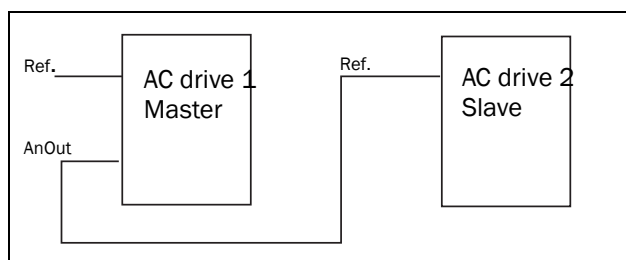 Ref.
AC drive 1
Master
AnOut
Ref.
AC drive 2
Slave